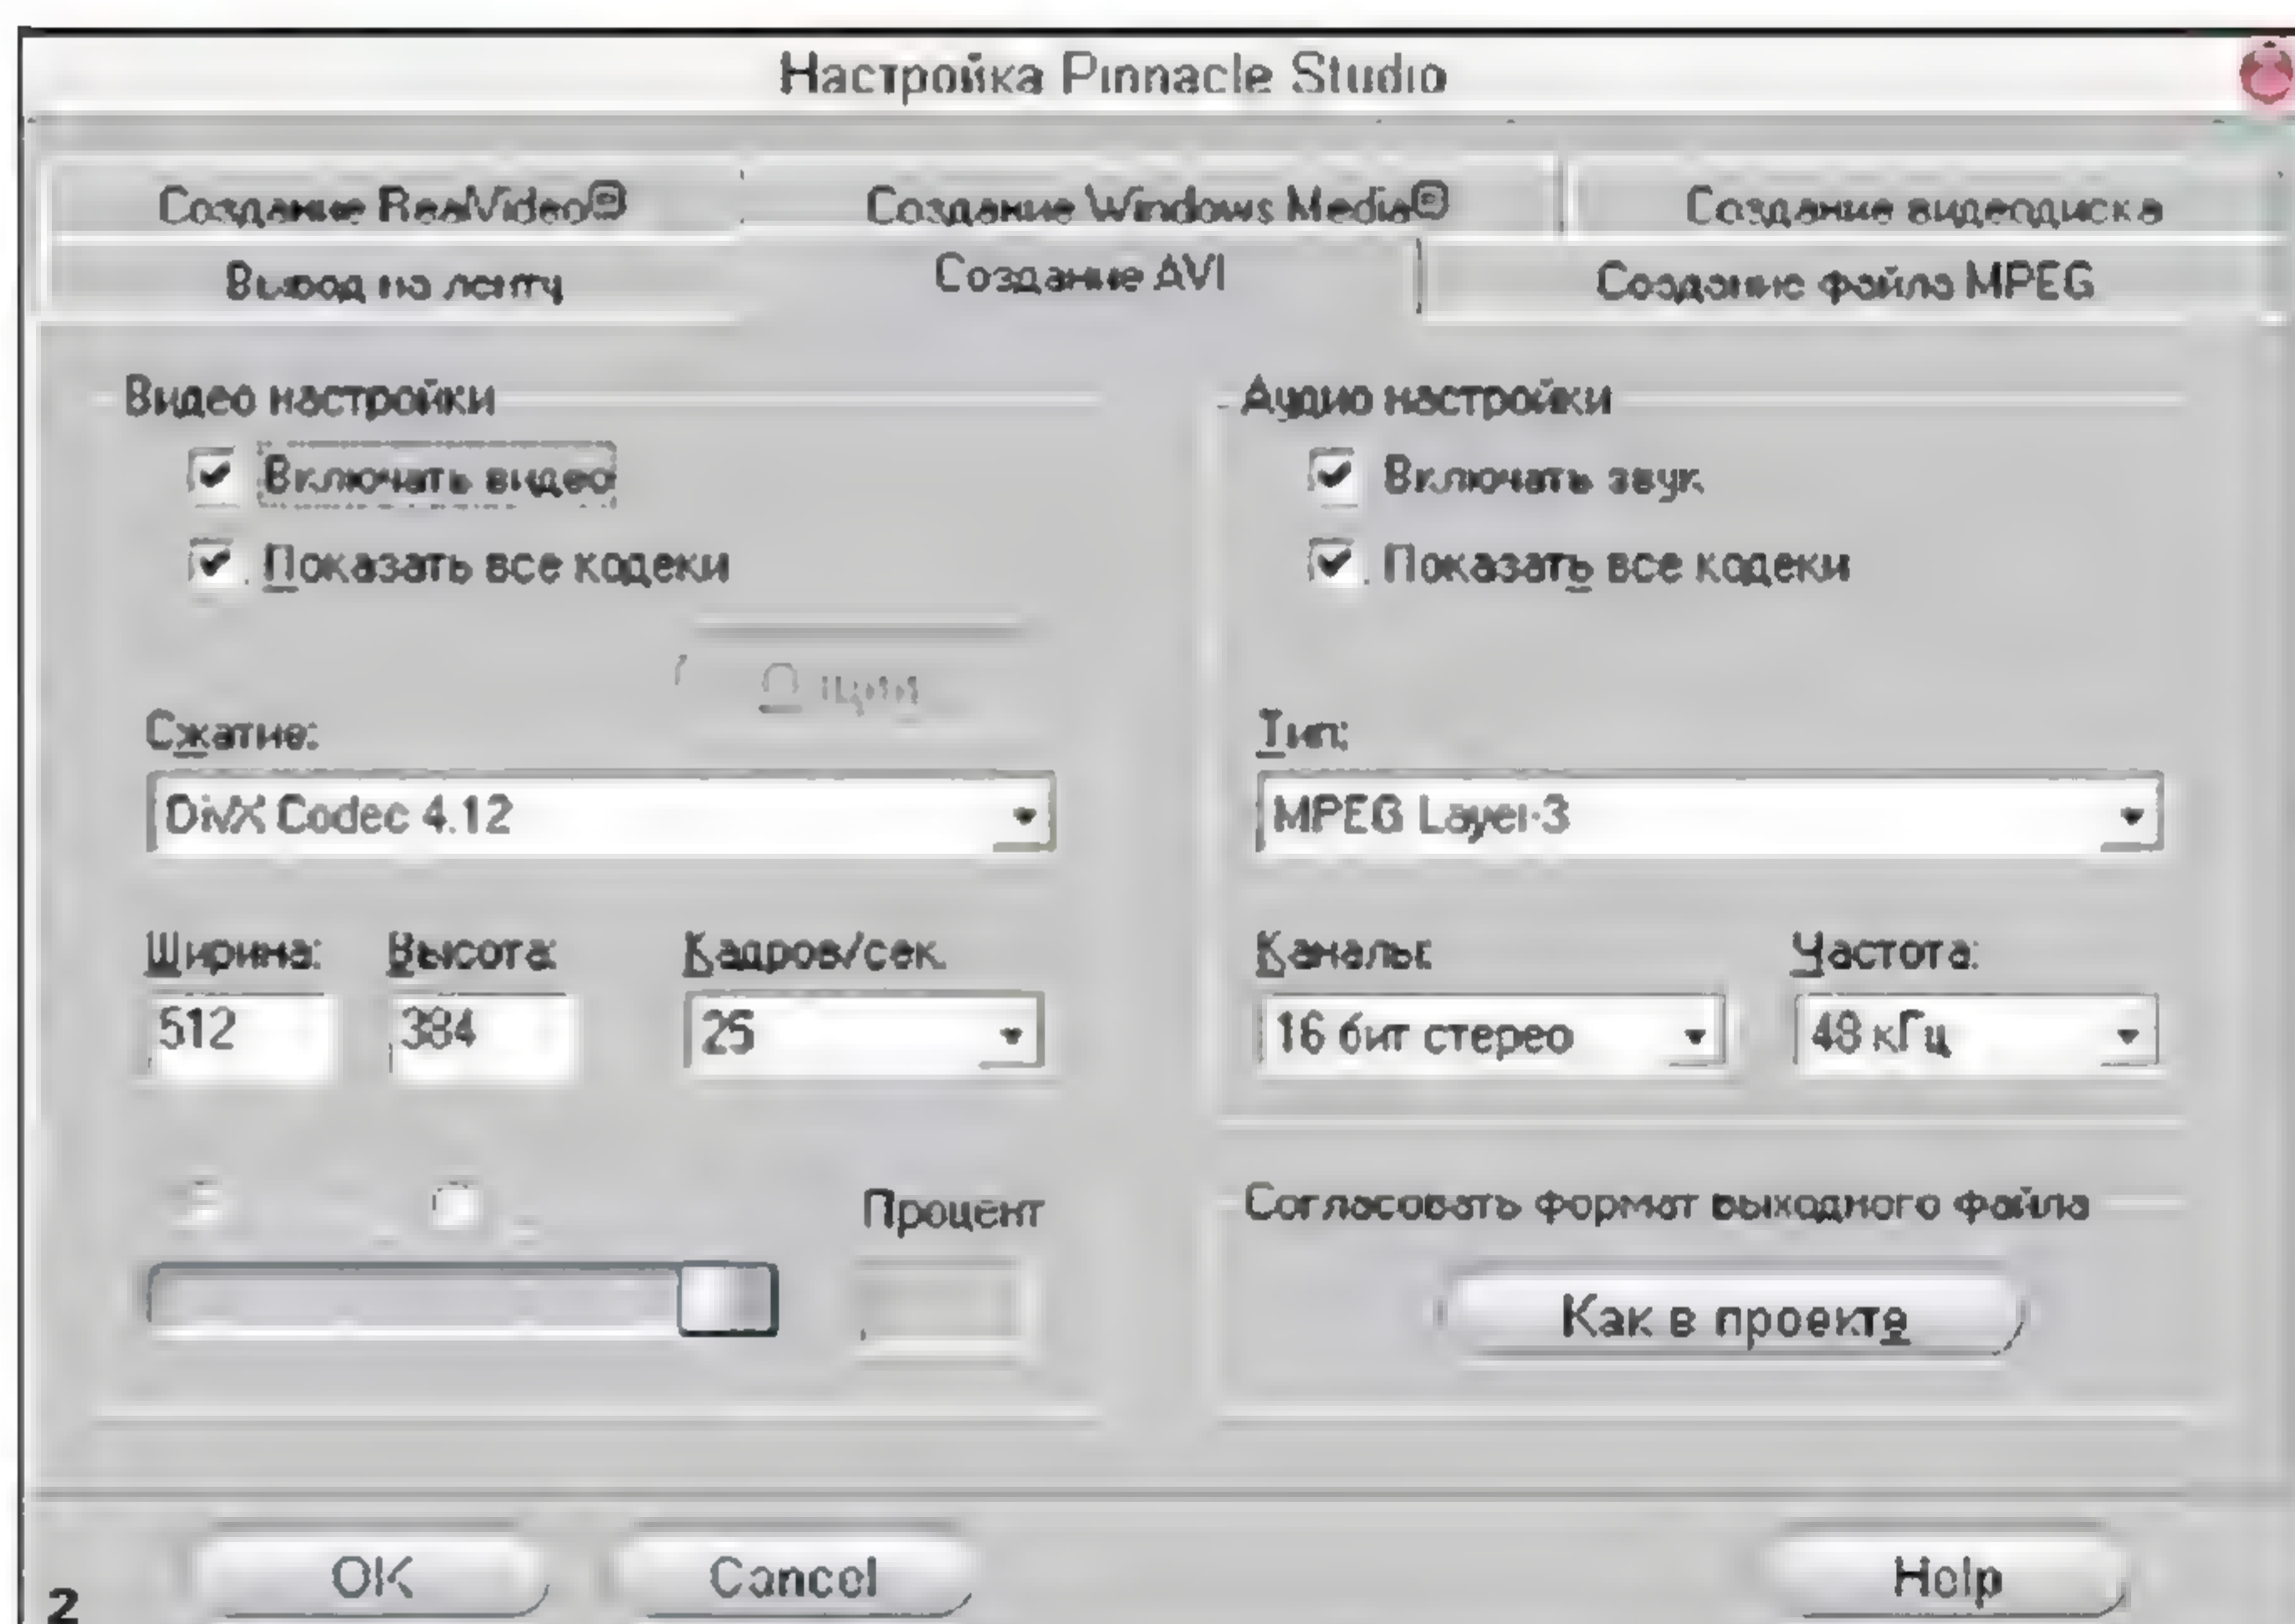 Настройка Pinnacle Studio
Создание RealVideo® Создание Windows Media® Создание видеодиска
Вывод на ленту Создание AVI Создание файла MPEG
Видео настройки Аудио настройки
Включать видео Включать звук
Показать все кодеки Показать все кодеки
Опции
Сжатие: Тип:
DivX Codec 4.12 MPEG Layer-3
Ширина: Высота: Кадров/сек. Каналы: Частота:
512 384 25 16 бит стерео 48 кГц
Процент Согласовать формат выходного файла
Как в проекте
OK Cancel Help
2